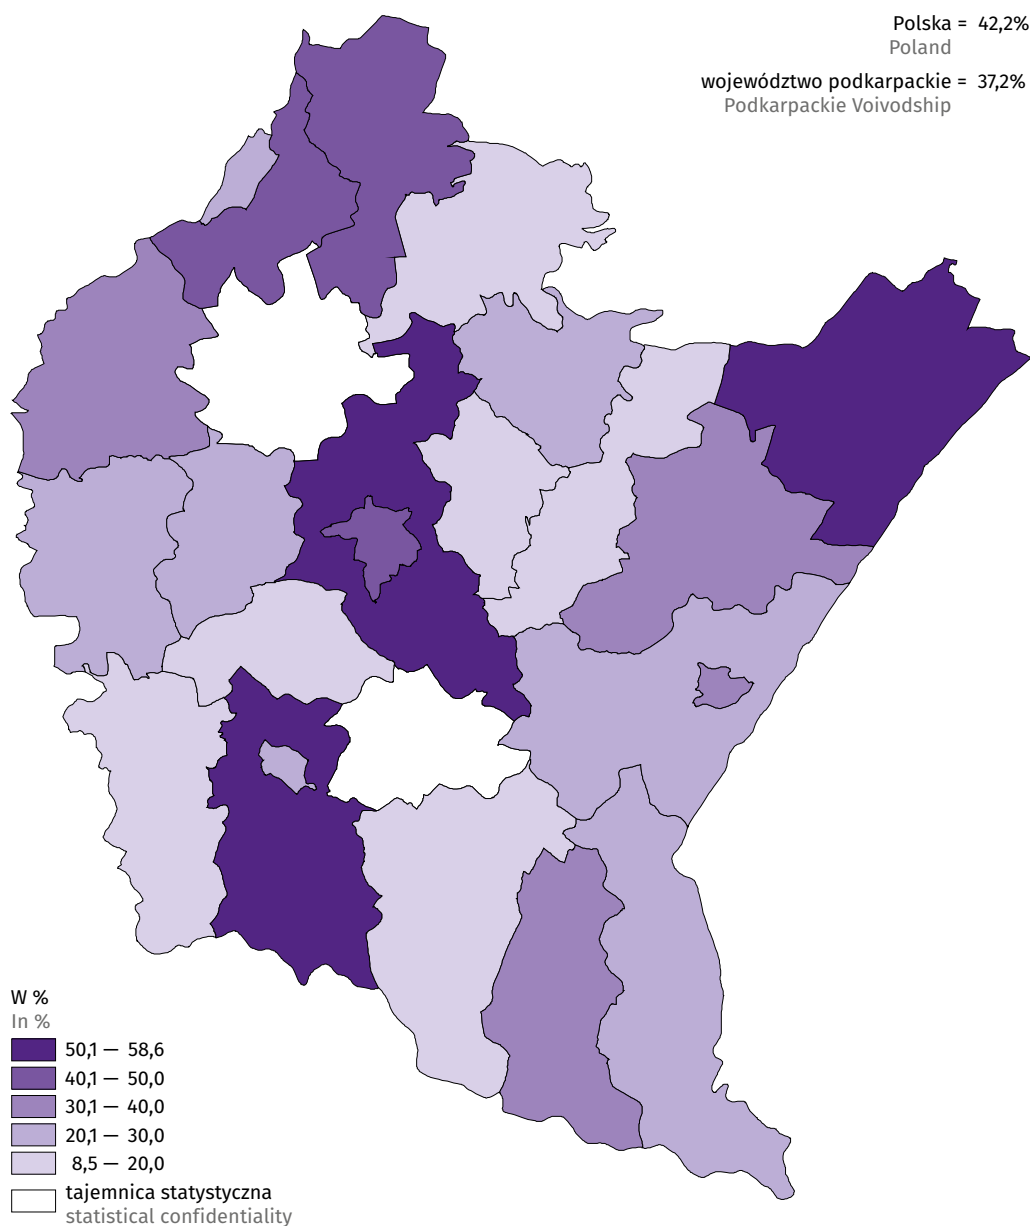 Polska = 42,2%
Poland
województwo podkarpackie = 37,2%
Podkarpackie Voivodship
W %
In %
50,1 — 58,6
40,1 — 50,0
30,1 — 40,0
20,1 — 30,0
8,5 — 20,0
tajemnica statystyczna
statistical confidentiality